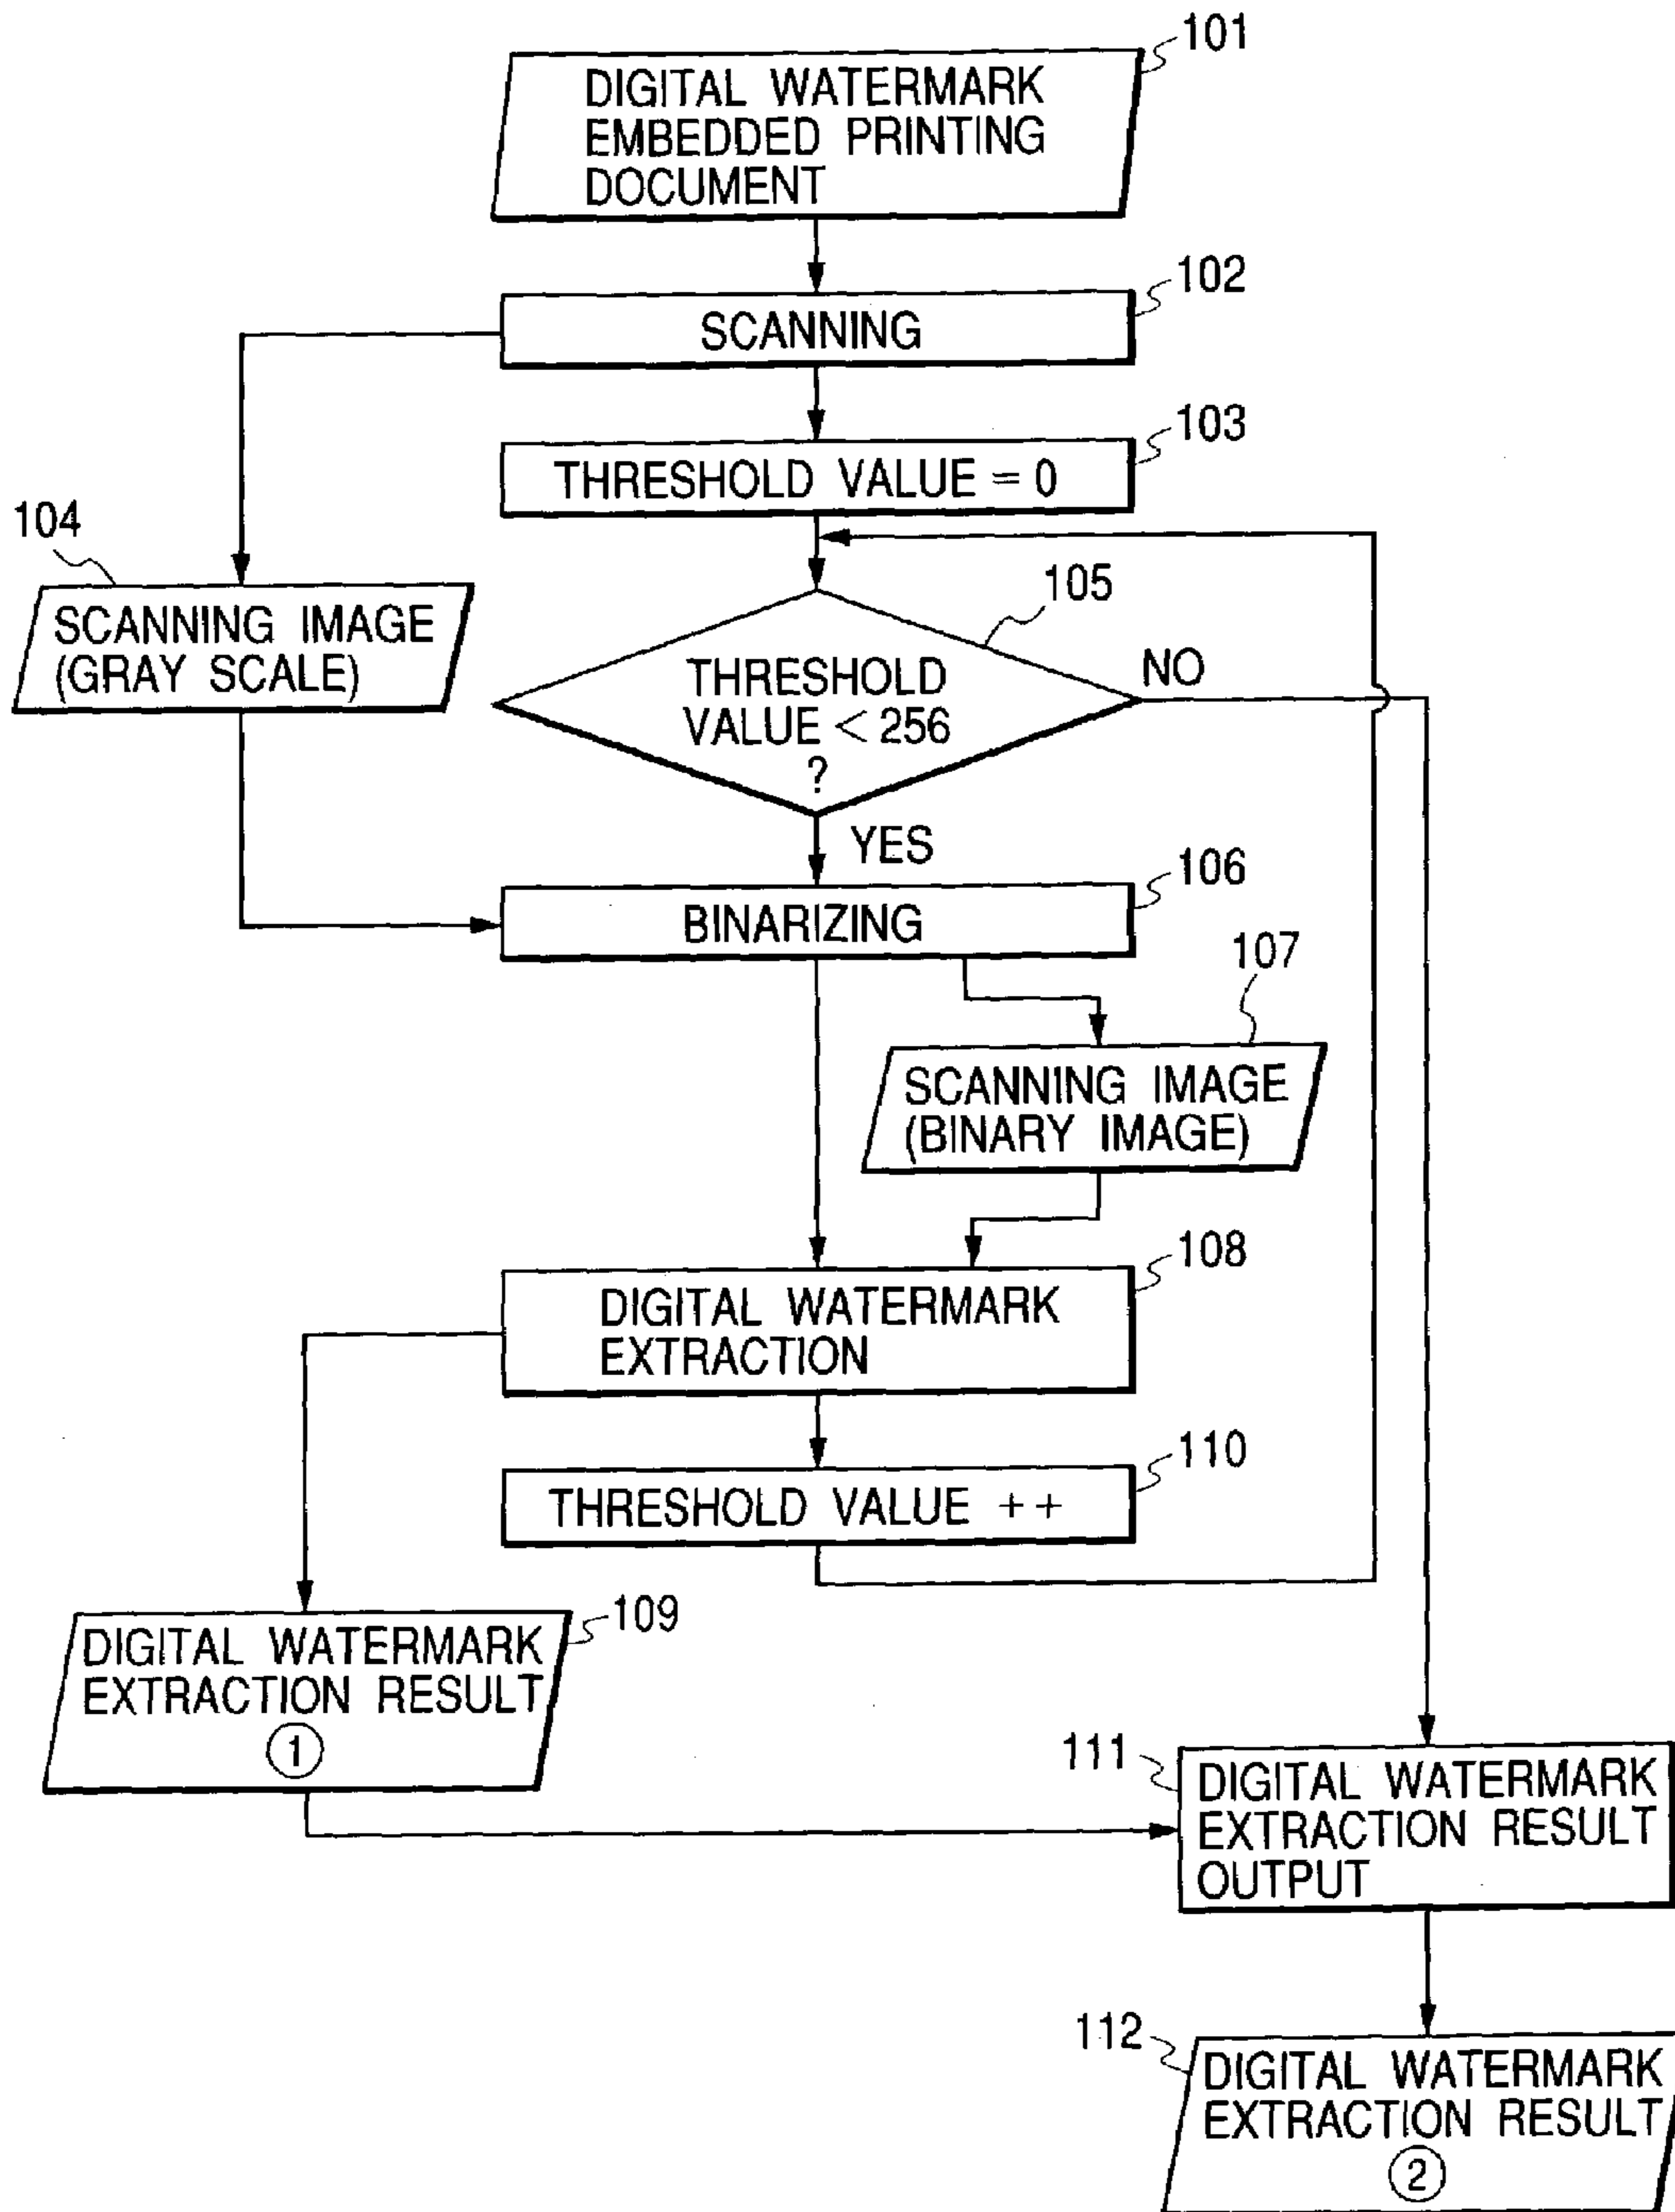 101
DIGITAL WATERMARK
EMBEDDED PRINTING
DOCUMENT
102
SCANNING
103
THRESHOLD VALUE = 0
104
SCANNING IMAGE
(GRAY SCALE)
105
THRESHOLD
VALUE < 256
?
NO
YES
106
BINARIZING
107
SCANNING IMAGE
(BINARY IMAGE)
108
DIGITAL WATERMARK
EXTRACTION
110
THRESHOLD VALUE ++
109
DIGITAL WATERMARK
EXTRACTION RESULT
①
111
DIGITAL WATERMARK
EXTRACTION RESULT
OUTPUT
112
DIGITAL WATERMARK
EXTRACTION RESULT
②